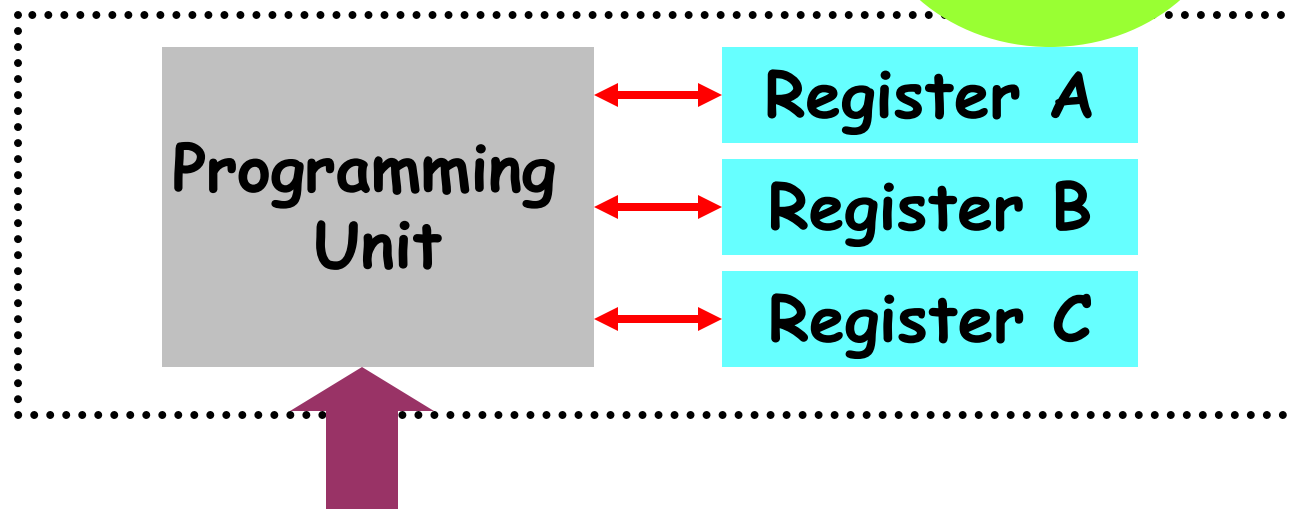 Programming
Unit
Register A
Register B
Register C